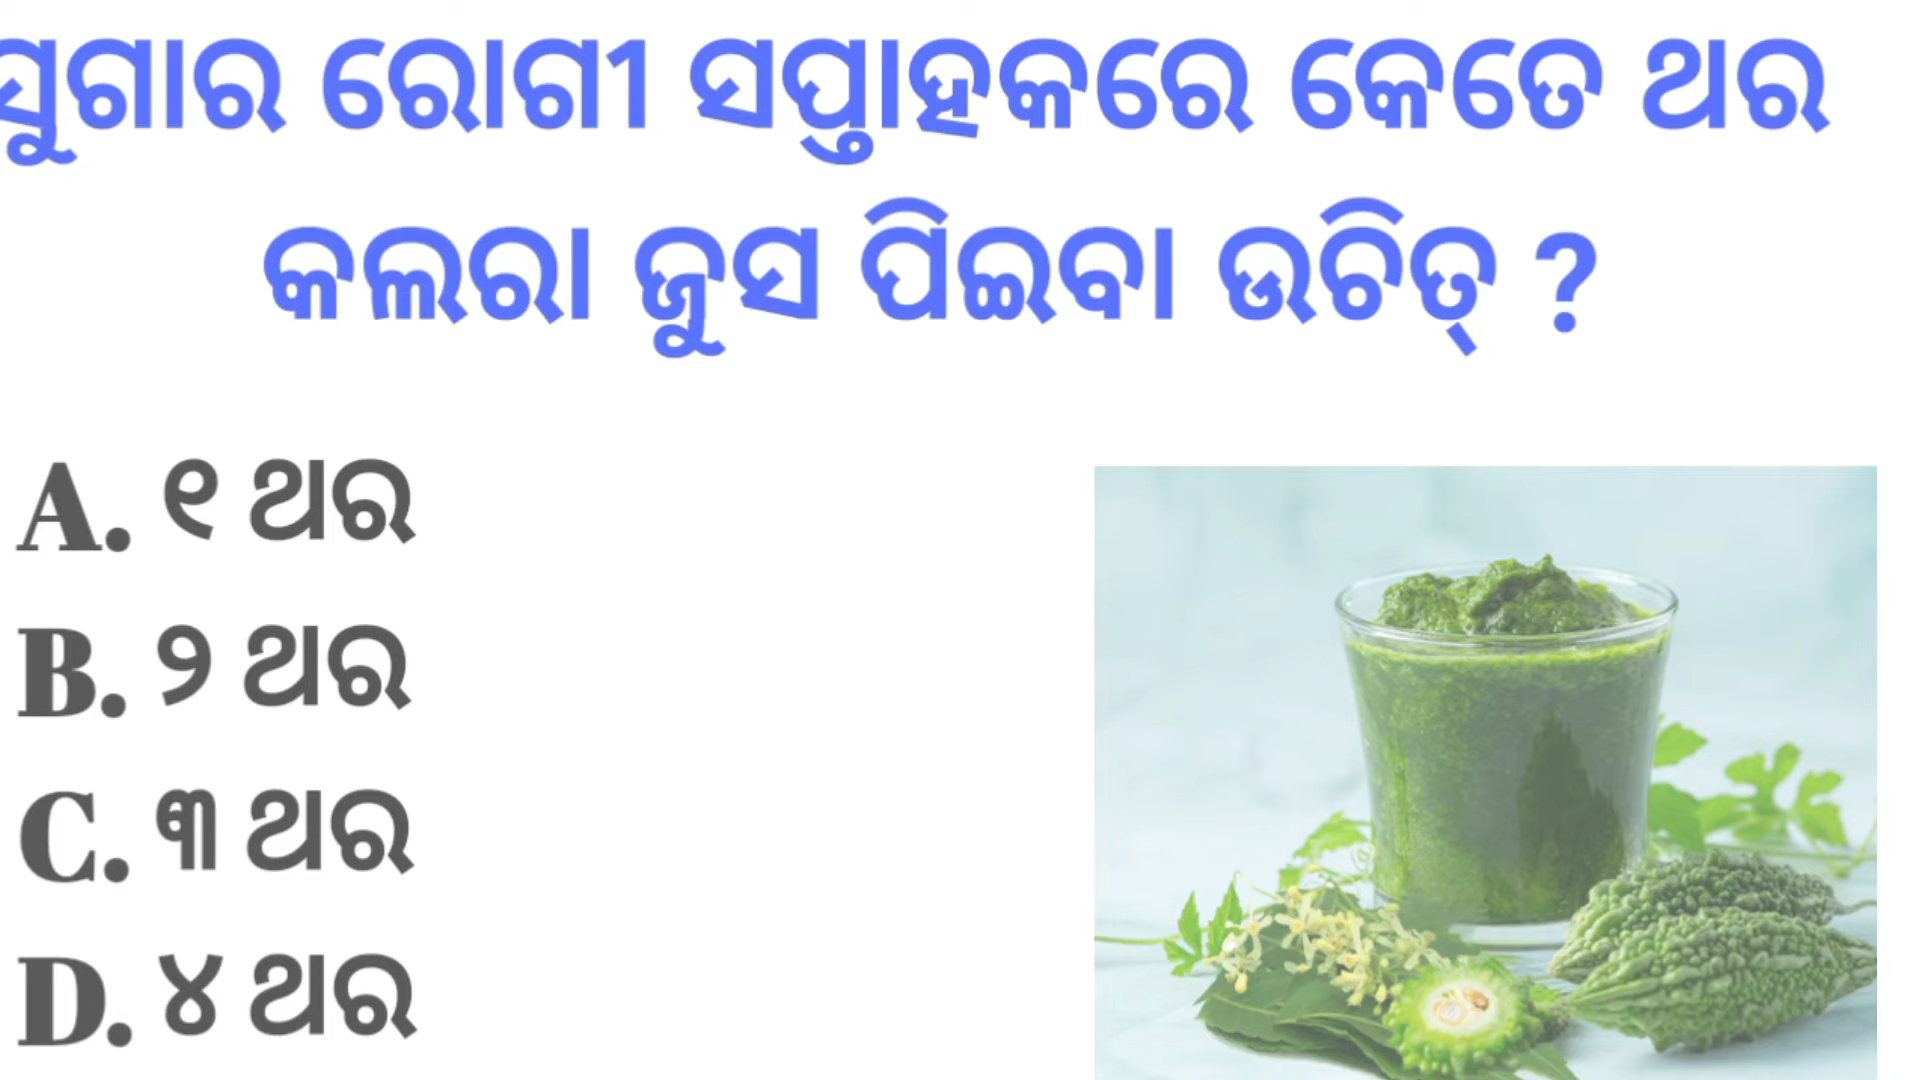 ସୁଗାର ରୋଗୀ ସପ୍ତାହକରେ କେତେ ଥର
କଲରା ଜୁସ ପିଇବା ଉଚିତ୍ ?
A. ୧ ଥର
B. ୨ ଥର
C. ୩ ଥର
D. ୪ ଥର